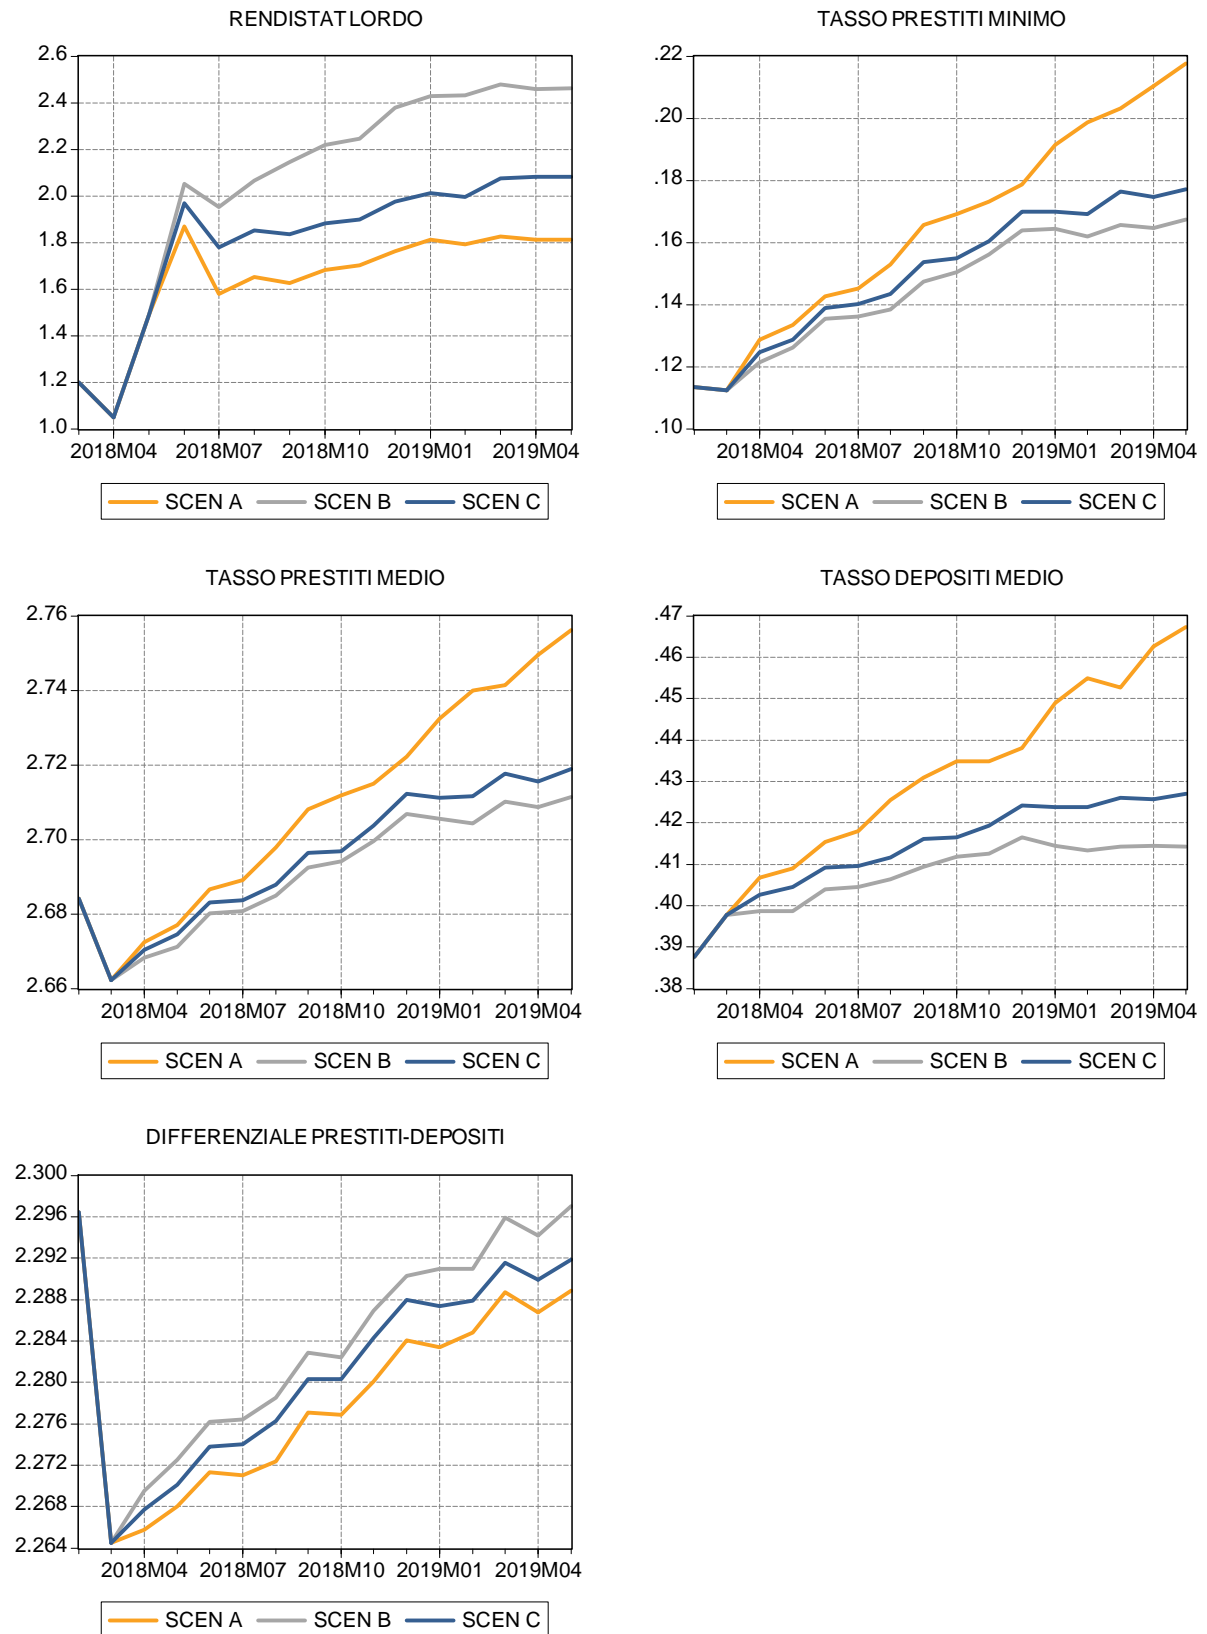 RENDISTAT LORDO
2.6
2.4
2.2
2.0
1.8
1.6
1.4
1.2
1.0
2018M04 2018M07 2018M10 2019M01 2019M04
SCEN A SCEN B SCEN C
TASSO PRESTITI MINIMO
.22
.20
.18
.16
.14
.12
.10
2018M04 2018M07 2018M10 2019M01 2019M04
SCEN A SCEN B SCEN C
TASSO PRESTITI MEDIO
2.76
2.74
2.72
2.70
2.68
2.66
2018M04 2018M07 2018M10 2019M01 2019M04
SCEN A SCEN B SCEN C
TASSO DEPOSITI MEDIO
.47
.46
.45
.44
.43
.42
.41
.40
.39
.38
2018M04 2018M07 2018M10 2019M01 2019M04
SCEN A SCEN B SCEN C
DIFFERENZIALE PRESTITI-DEPOSITI
2.300
2.296
2.292
2.288
2.284
2.280
2.276
2.272
2.268
2.264
2018M04 2018M07 2018M10 2019M01 2019M04
SCEN A SCEN B SCEN C